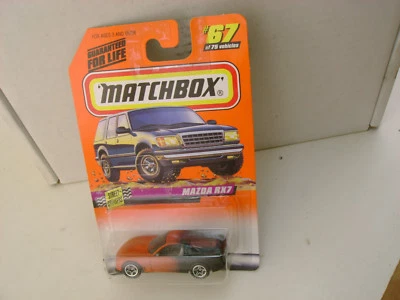 #67
of 75 vehicles
GUARANTEED
FOR LIFE
MATCHBOX®
MAZDA RX7